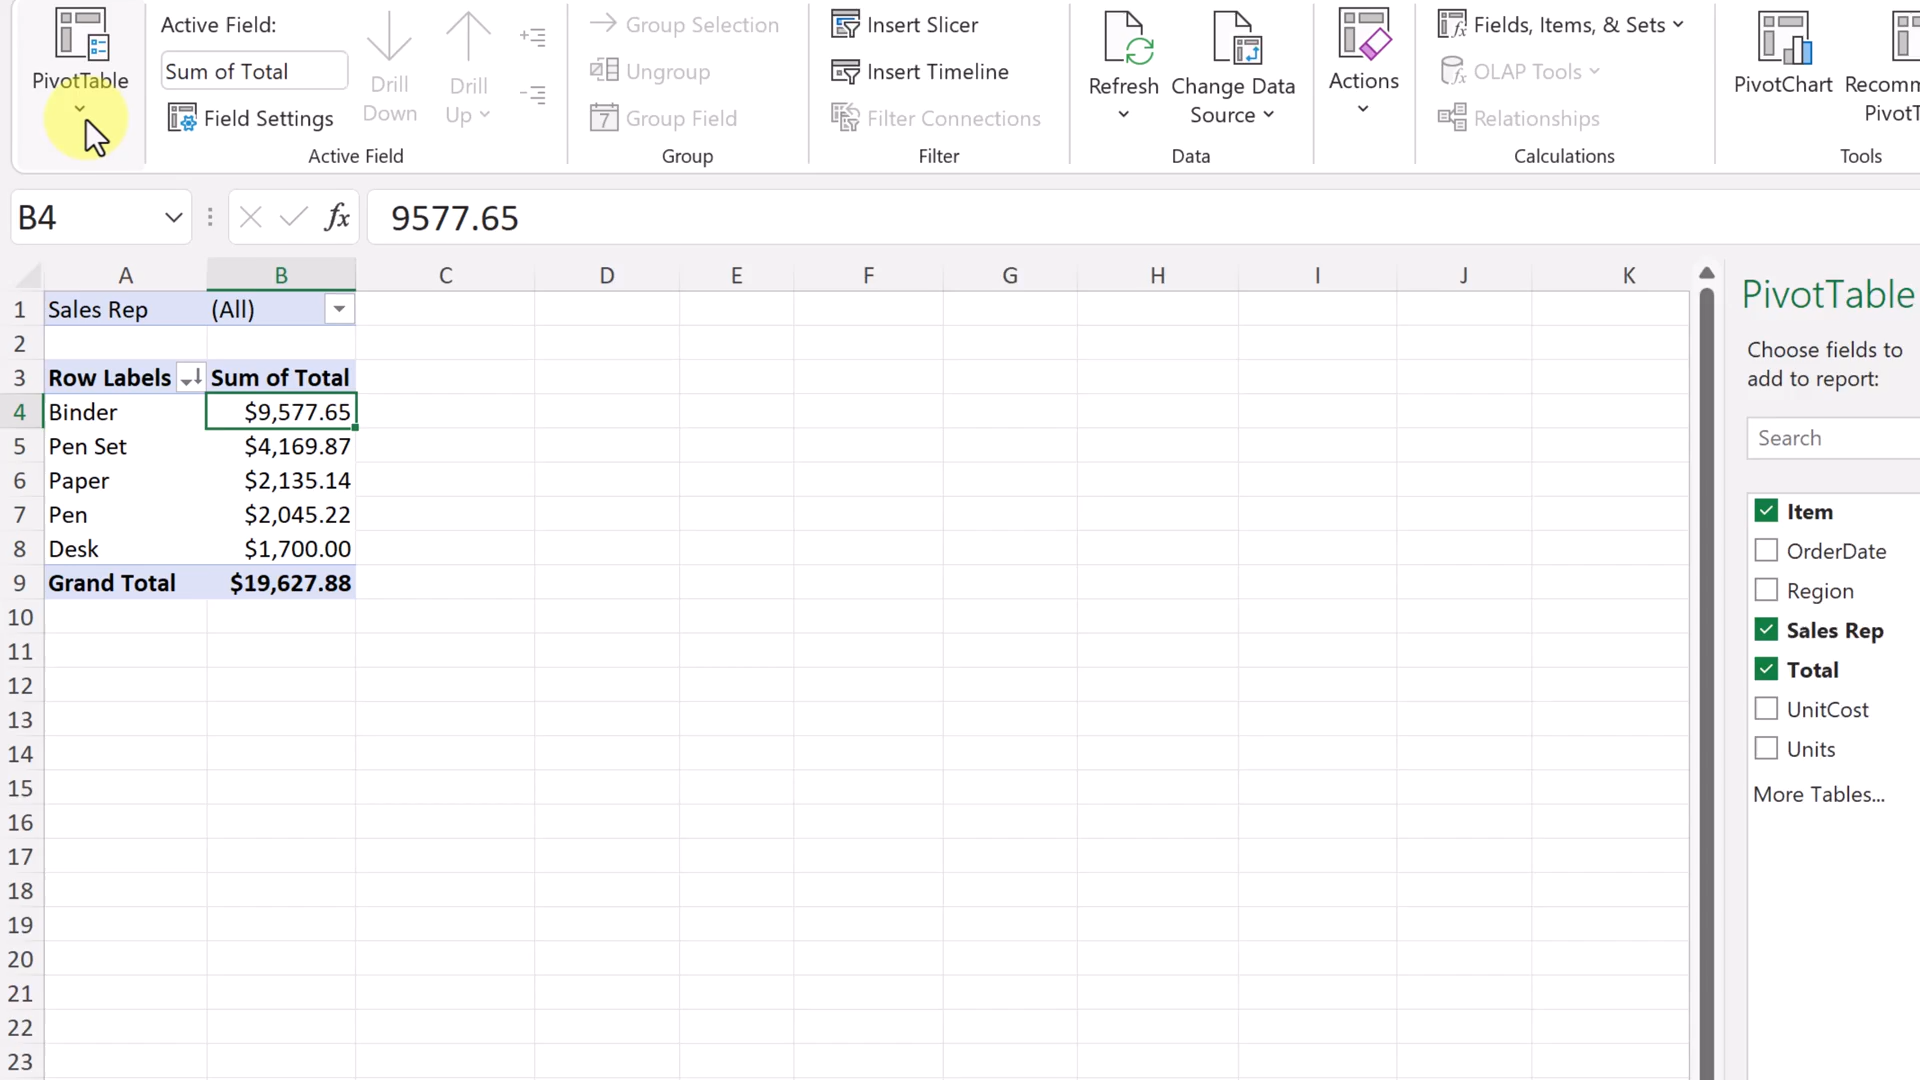 PivotTable
Active Field:
Sum of Total
Field Settings
Drill
Down
Drill
Up
Active Field
Group Selection
Ungroup
7 Group Field
Group
Insert Slicer
Insert Timeline
Filter Connections
Filter
Refresh
Change Data
Source
Data
Actions
Fields, Items, & Sets
OLAP Tools
Relationships
Calculations
PivotChart
Recomm
PivotT
Tools
B4 fx 9577.65
A B C D E F G H I J K
1 Sales Rep (All)
2
3 Row Labels Sum of Total
4 Binder $9,577.65
5 Pen Set $4,169.87
6 Paper $2,135.14
7 Pen $2,045.22
8 Desk $1,700.00
9 Grand Total $19,627.88
10
11
12
13
14
15
16
17
18
19
20
21
22
23
PivotTable
Choose fields to
add to report:
Search
Item
OrderDate
Region
Sales Rep
Total
UnitCost
Units
More Tables...